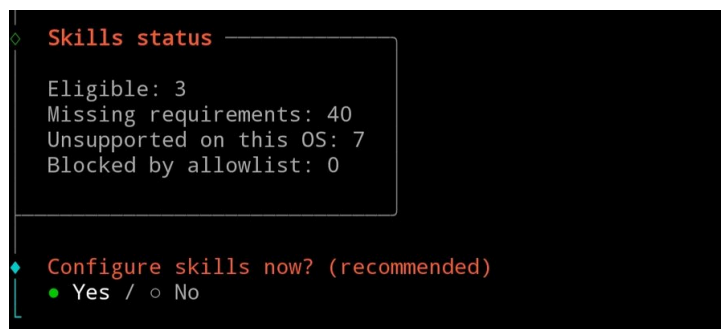 Skills status
Eligible: 3
Missing requirements: 40
Unsupported on this OS: 7
Blocked by allowlist: 0
Configure skills now? (recommended)
● Yes / ○ No